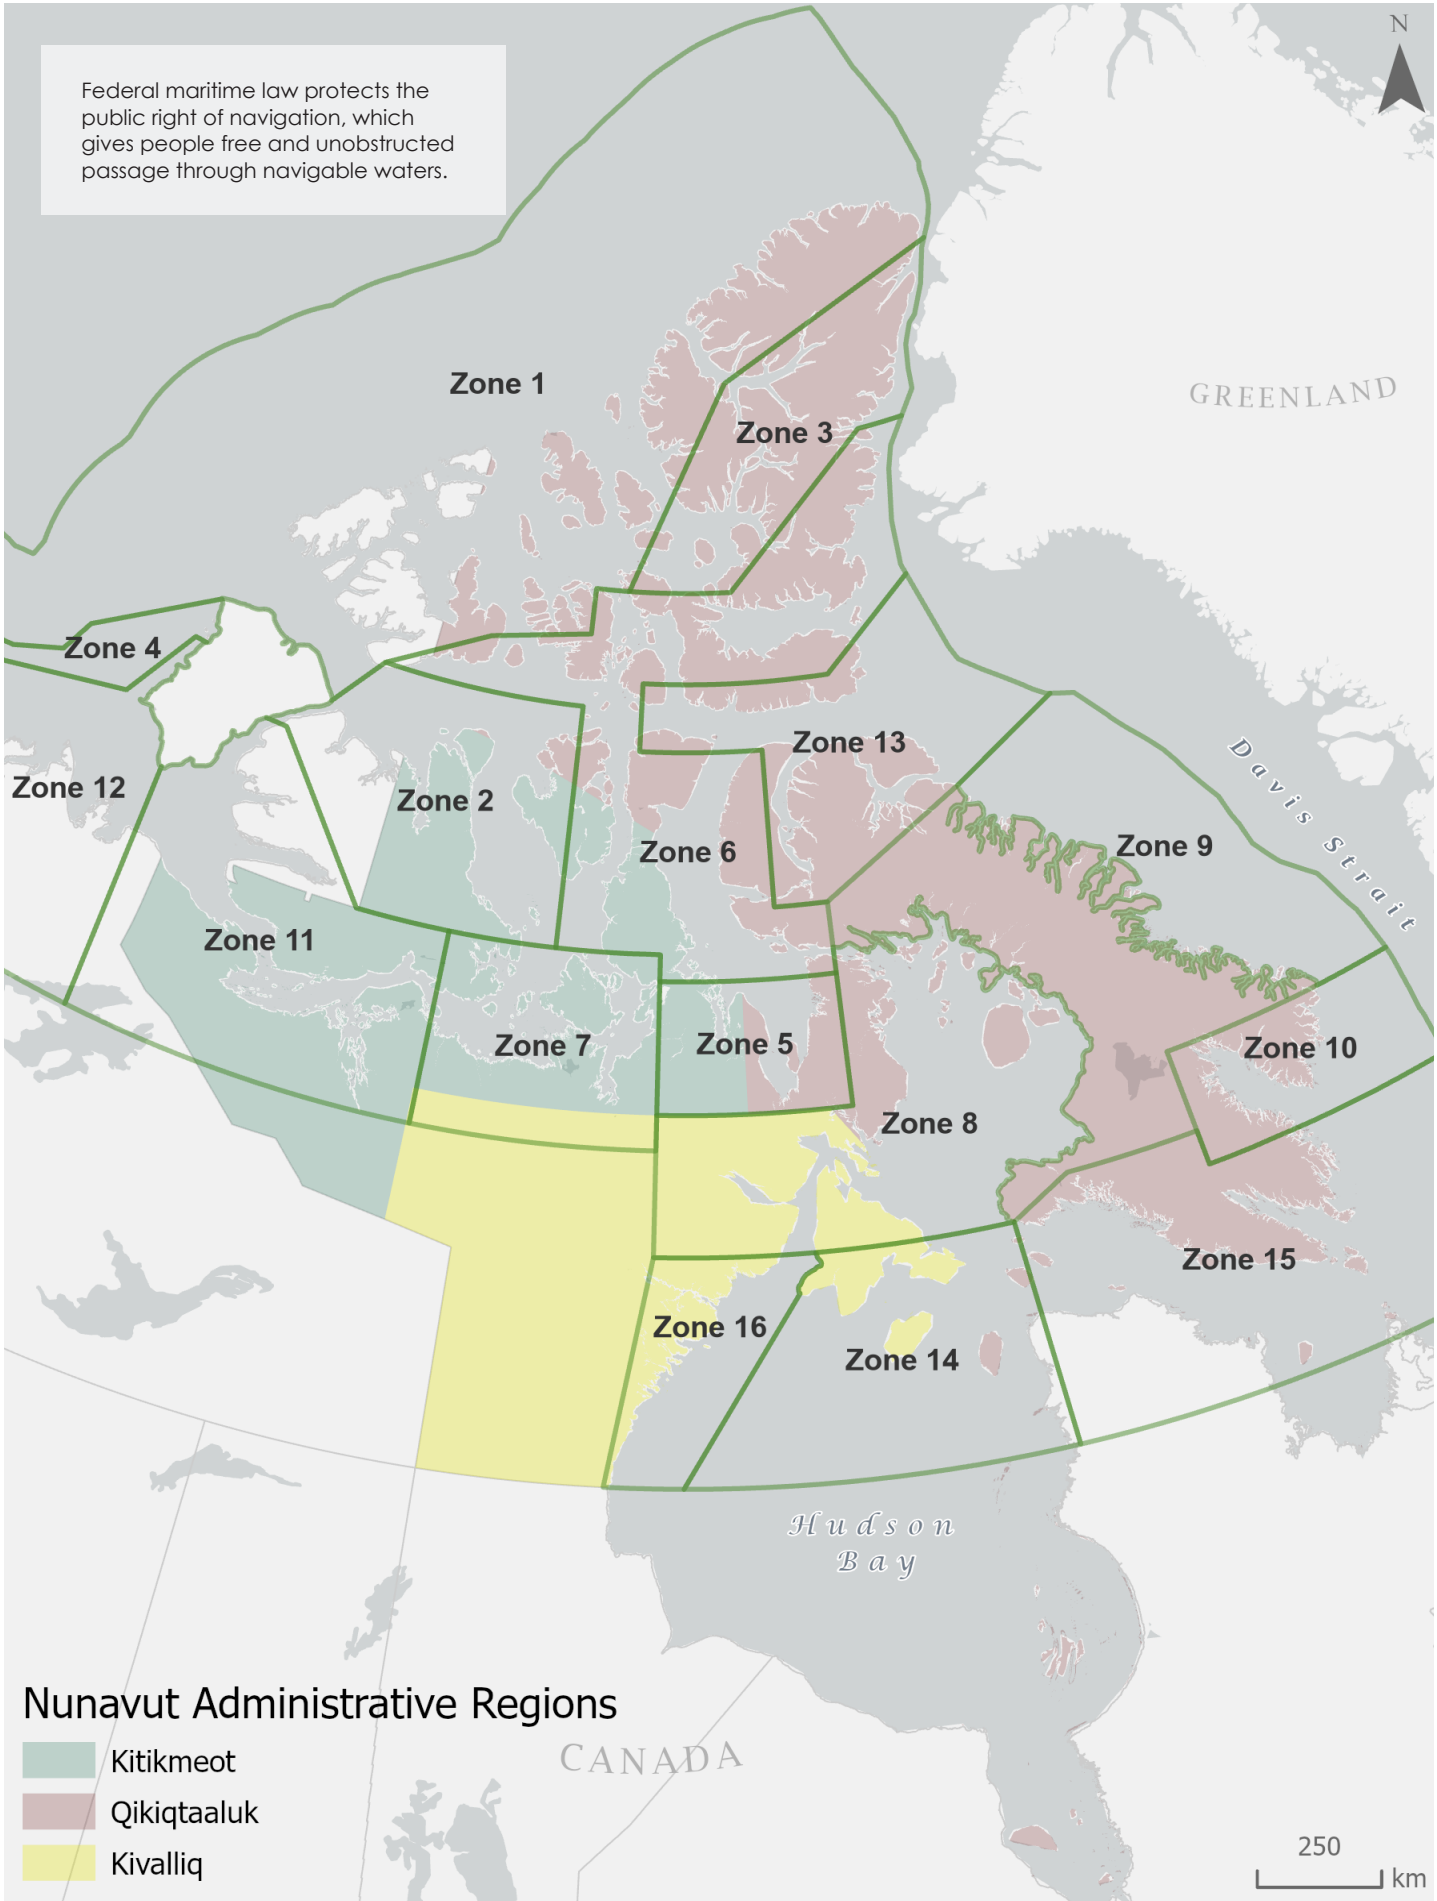 N
Federal maritime law protects the
public right of navigation, which
gives people free and unobstructed
passage through navigable waters.
Zone 1
GREENLAND
Zone 3
Zone 4
Zone 13
Davis Strait
Zone 12
Zone 2
Zone 6
Zone 9
Zone 11
Zone 7
Zone 5
Zone 10
Zone 8
Zone 15
Zone 16
Zone 14
Hudson
Bay
Nunavut Administrative Regions
CANADA
Kitikmeot
Qikiqtaaluk
Kivalliq
250
km